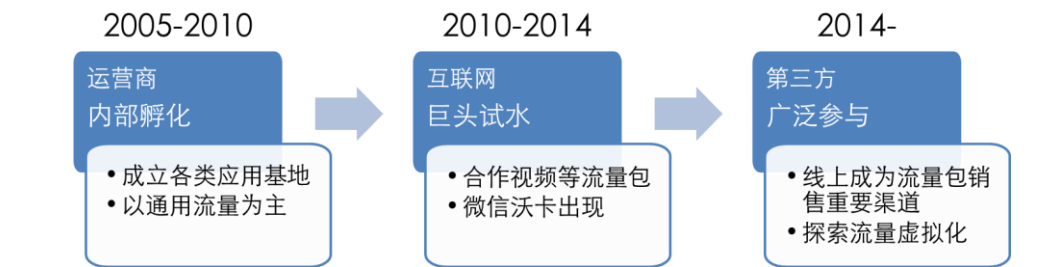 2005-2010
运营商
内部孵化
• 成立各类应用基地
• 以通用流量为主
2010-2014
互联网
巨头试水
• 合作视频等流量包
• 微信沃卡出现
2014-
第三方
广泛参与
• 线上成为流量包销
售重要渠道
• 探索流量虚拟化